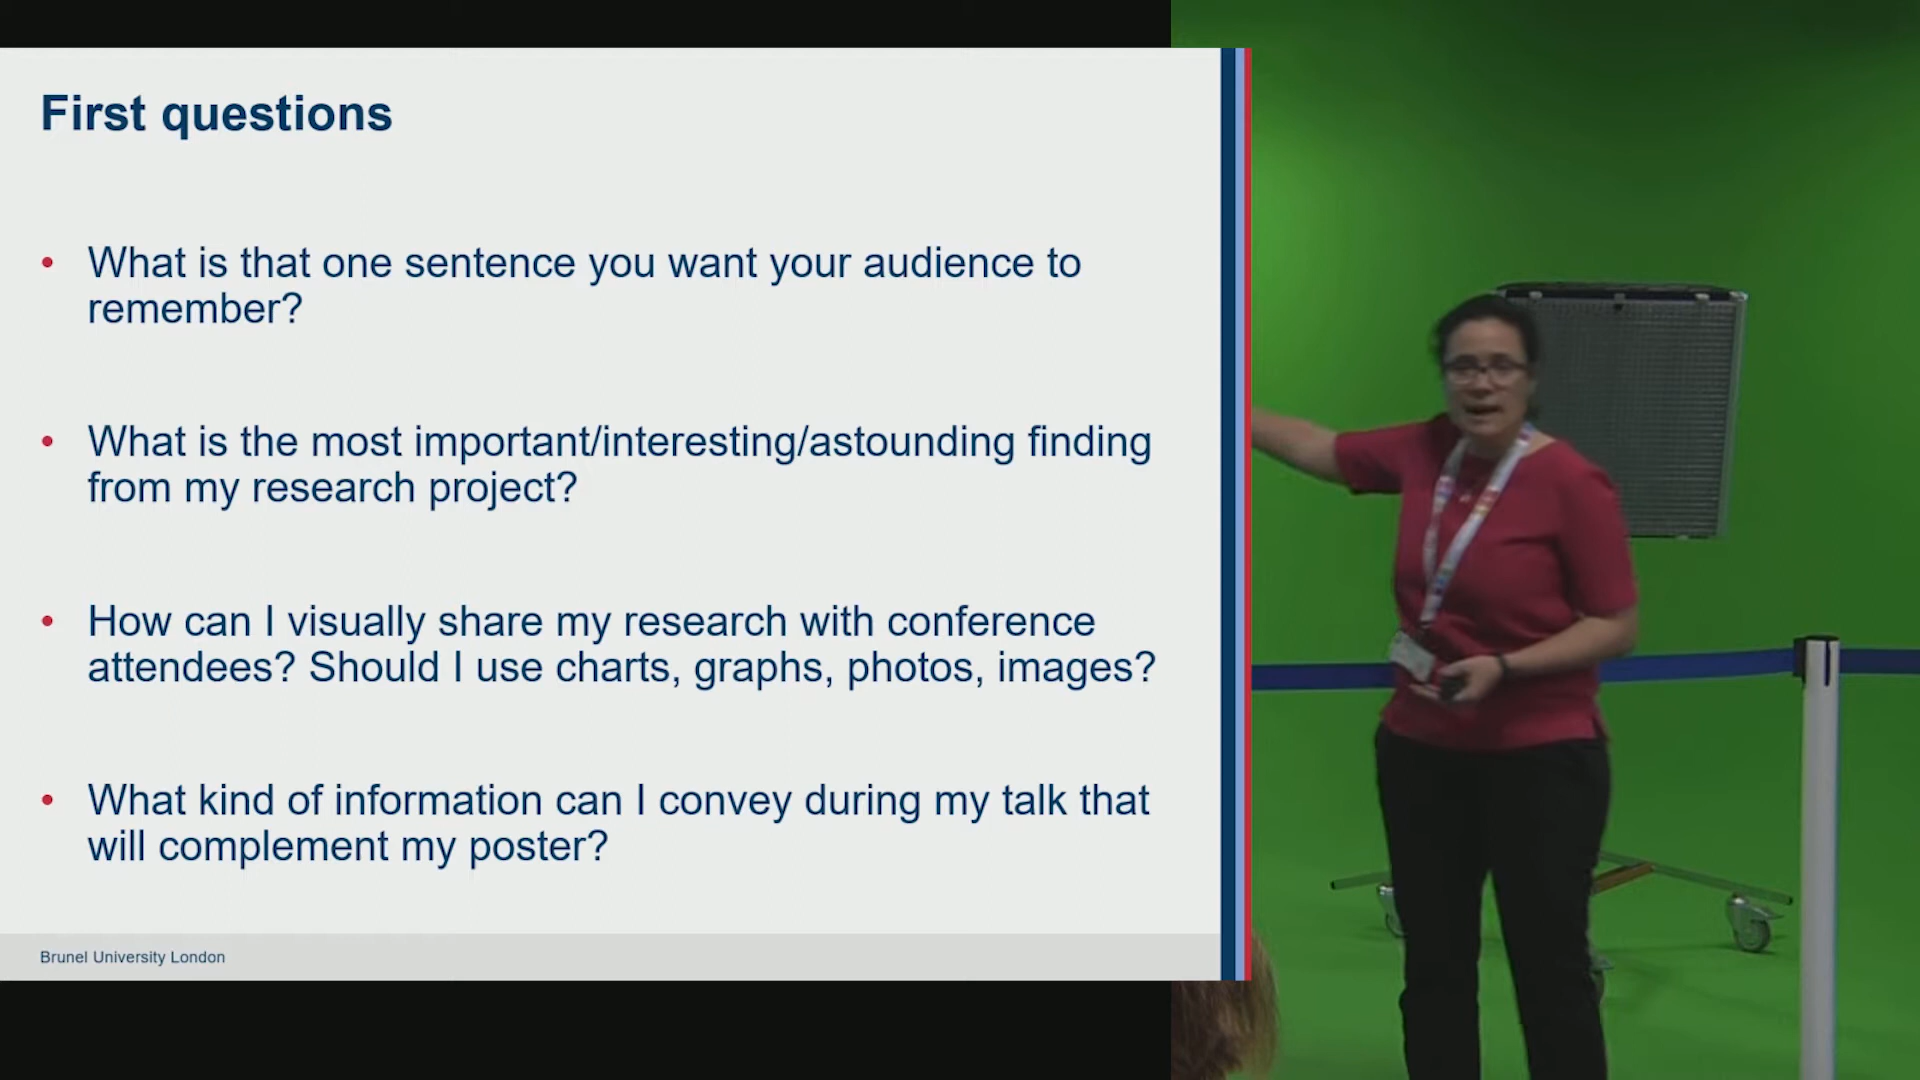 First questions
• What is that one sentence you want your audience to
remember?
• What is the most important/interesting/astounding finding
from my research project?
• How can I visually share my research with conference
attendees? Should I use charts, graphs, photos, images?
• What kind of information can I convey during my talk that
will complement my poster?
Brunel University London